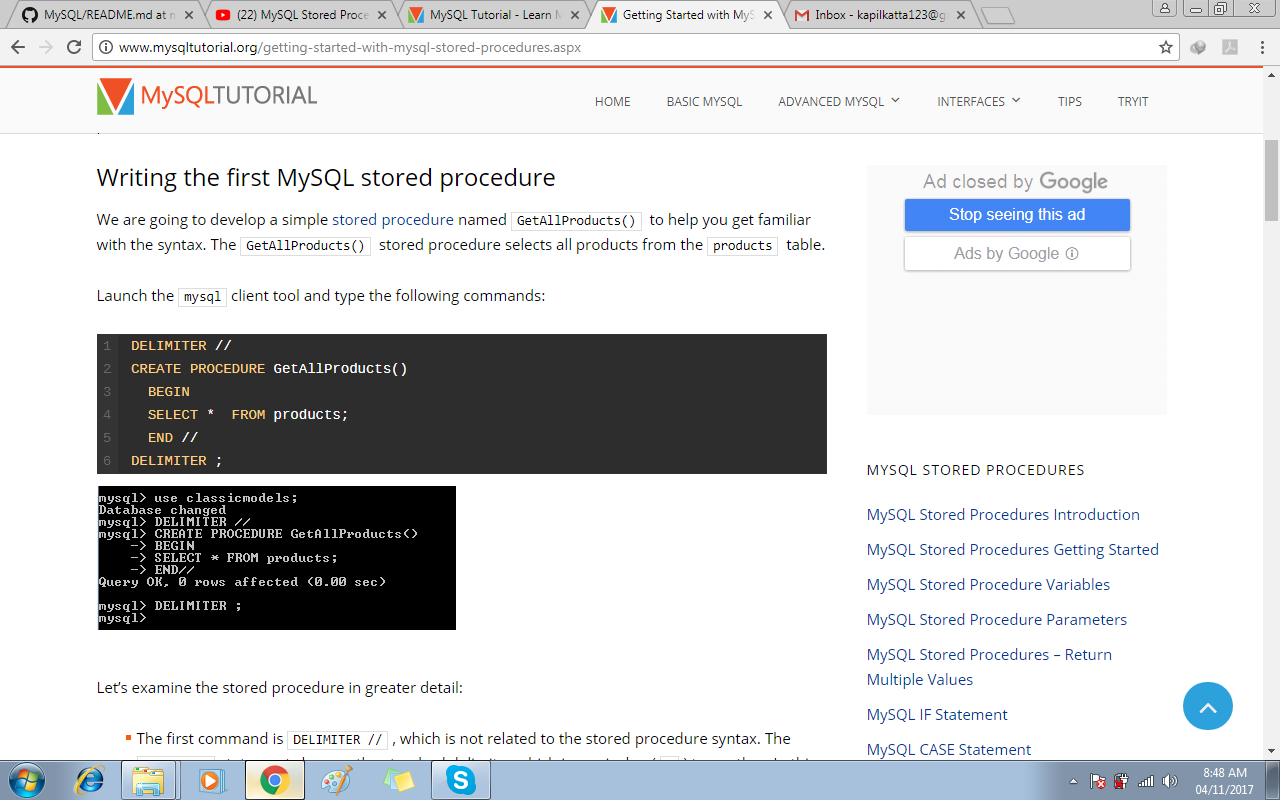 MySQL/README.md at n
(22) MySQL Stored Proce
MySQL Tutorial - Learn M
Getting Started with MyS
Inbox - kapilkatta123@g
www.mysqltutorial.org/getting-started-with-mysql-stored-procedures.aspx
MySQLTUTORIAL
HOME BASIC MYSQL ADVANCED MYSQL INTERFACES TIPS TRYIT
Writing the first MySQL stored procedure
We are going to develop a simple stored procedure named GetAllProducts() to help you get familiar
with the syntax. The GetAllProducts() stored procedure selects all products from the products table.
Launch the mysql client tool and type the following commands:
1 DELIMITER //
2 CREATE PROCEDURE GetAllProducts()
3 BEGIN
4 SELECT * FROM products;
5 END //
6 DELIMITER ;
mysql> use classicmodels;
Database changed
mysql> DELIMITER //
mysql> CREATE PROCEDURE GetAllProducts()
-> BEGIN
-> SELECT * FROM products;
-> END//
Query OK, 0 rows affected (0.00 sec)
mysql> DELIMITER ;
mysql>
Let's examine the stored procedure in greater detail:
The first command is DELIMITER // , which is not related to the stored procedure syntax. The
Ad closed by Google
Stop seeing this ad
Ads by Google
MYSQL STORED PROCEDURES
MySQL Stored Procedures Introduction
MySQL Stored Procedures Getting Started
MySQL Stored Procedure Variables
MySQL Stored Procedure Parameters
MySQL Stored Procedures – Return
Multiple Values
MySQL IF Statement
MySQL CASE Statement
8:48 AM
04/11/2017